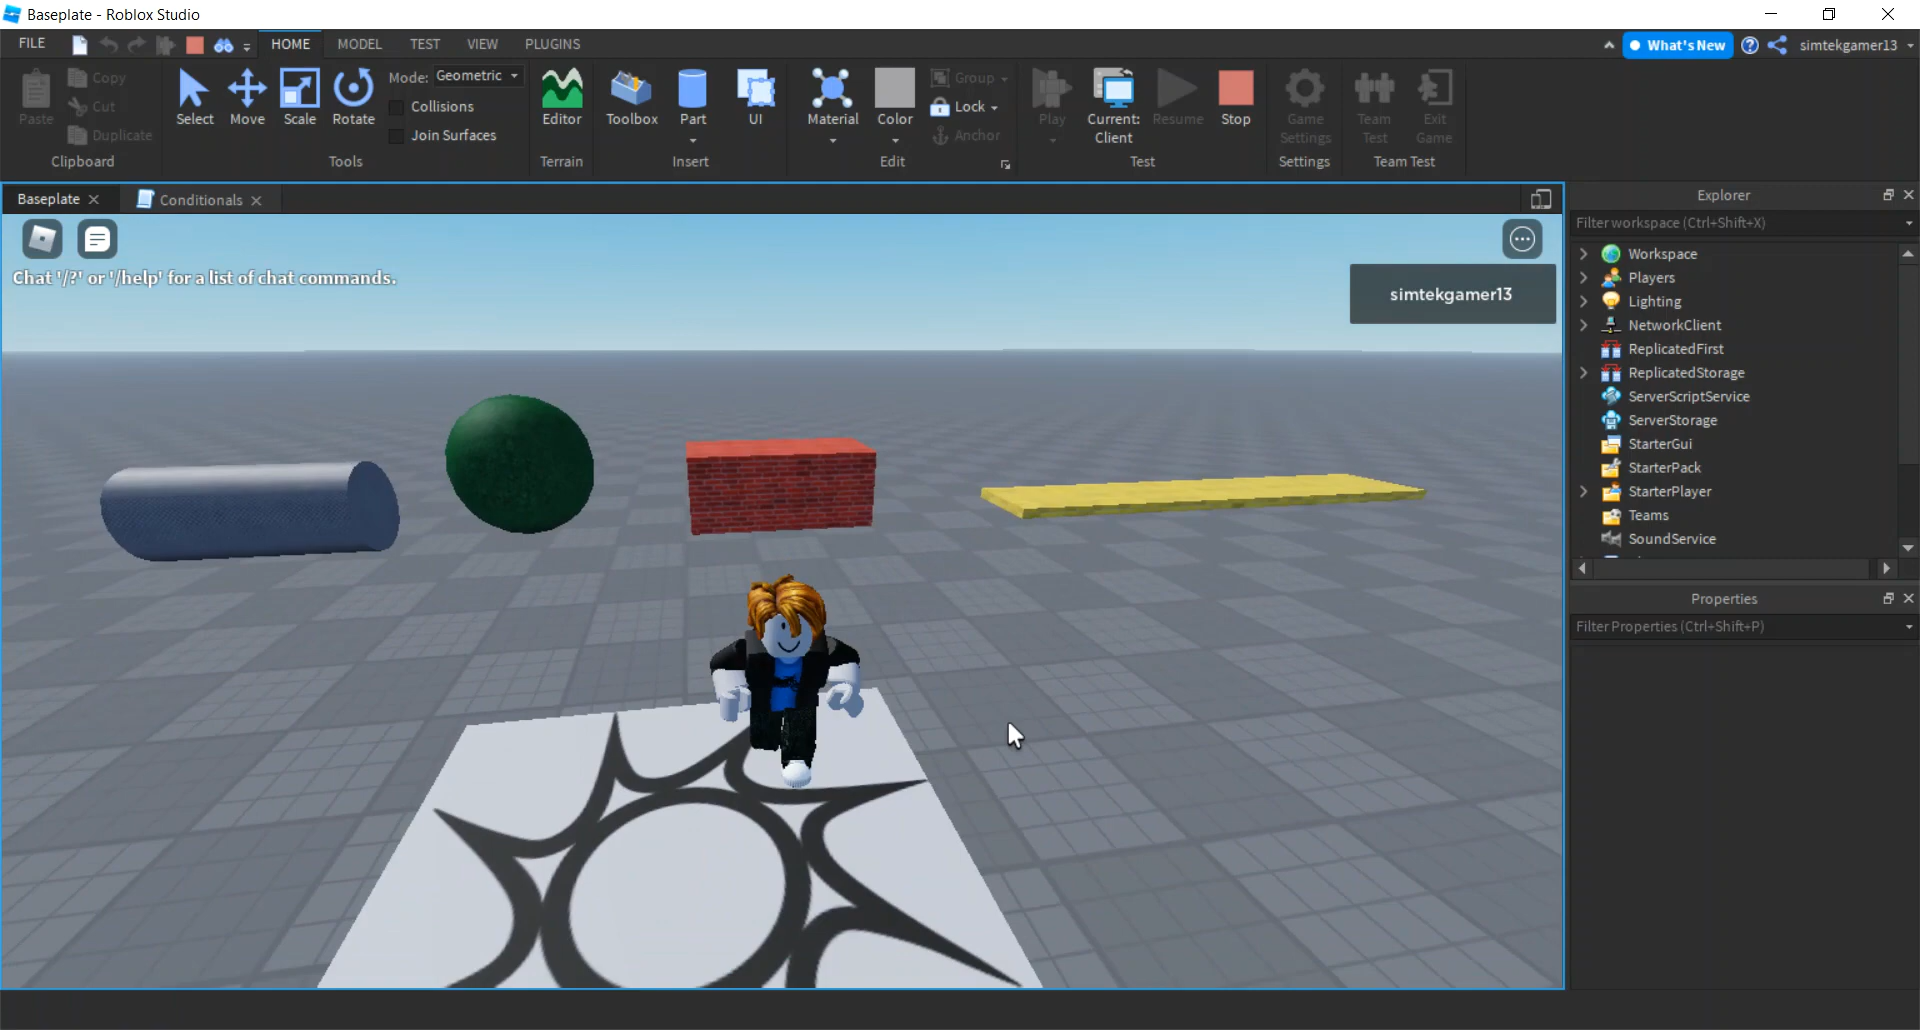 Baseplate - Roblox Studio
FILE
HOME
MODEL
TEST
VIEW
PLUGINS
What's New
simtekgamer13
Paste
Copy
Cut
Duplicate
Clipboard
Select
Move
Scale
Rotate
Mode: Geometric
Collisions
Join Surfaces
Tools
Editor
Terrain
Toolbox
Part
UI
Insert
Material
Color
Group
Lock
Anchor
Edit
Play
Current:
Client
Resume
Stop
Test
Game
Settings
Settings
Team
Test
Exit
Game
Team Test
Baseplate
Conditionals
Chat '/?' or '/help' for a list of chat commands.
simtekgamer13
Explorer
Filter workspace (Ctrl+Shift+X)
Workspace
Players
Lighting
NetworkClient
ReplicatedFirst
ReplicatedStorage
ServerScriptService
ServerStorage
StarterGui
StarterPack
StarterPlayer
Teams
SoundService
Properties
Filter Properties (Ctrl+Shift+P)